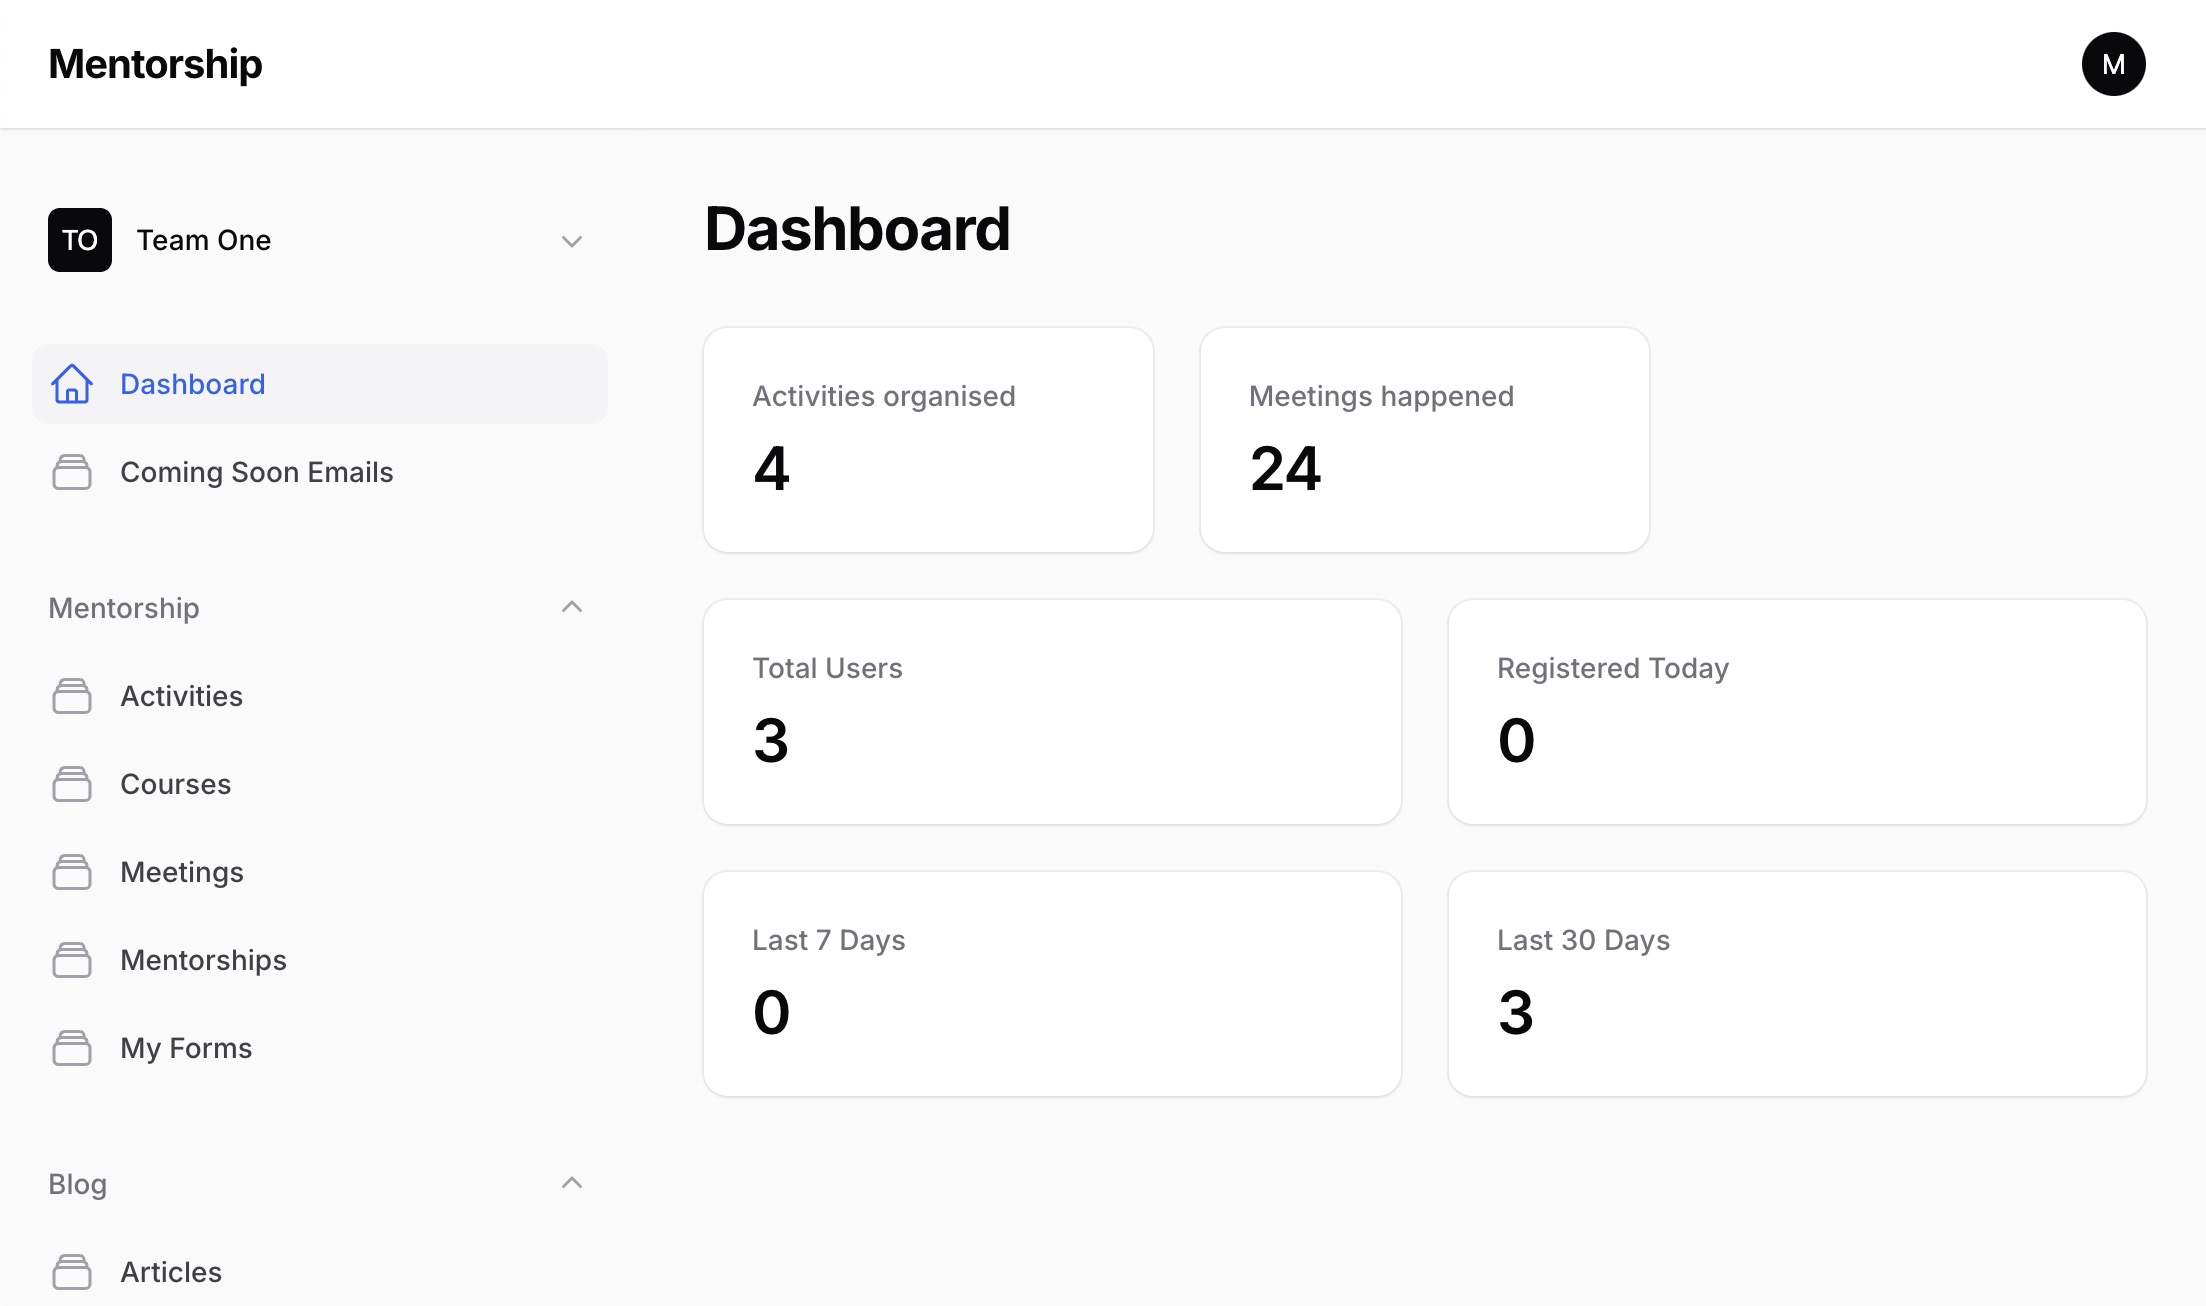 Mentorship
M
TO
Team One
Dashboard
Coming Soon Emails
Mentorship
Activities
Courses
Meetings
Mentorships
My Forms
Blog
Articles
Dashboard
Activities organised
4
Meetings happened
24
Total Users
3
Registered Today
0
Last 7 Days
0
Last 30 Days
3